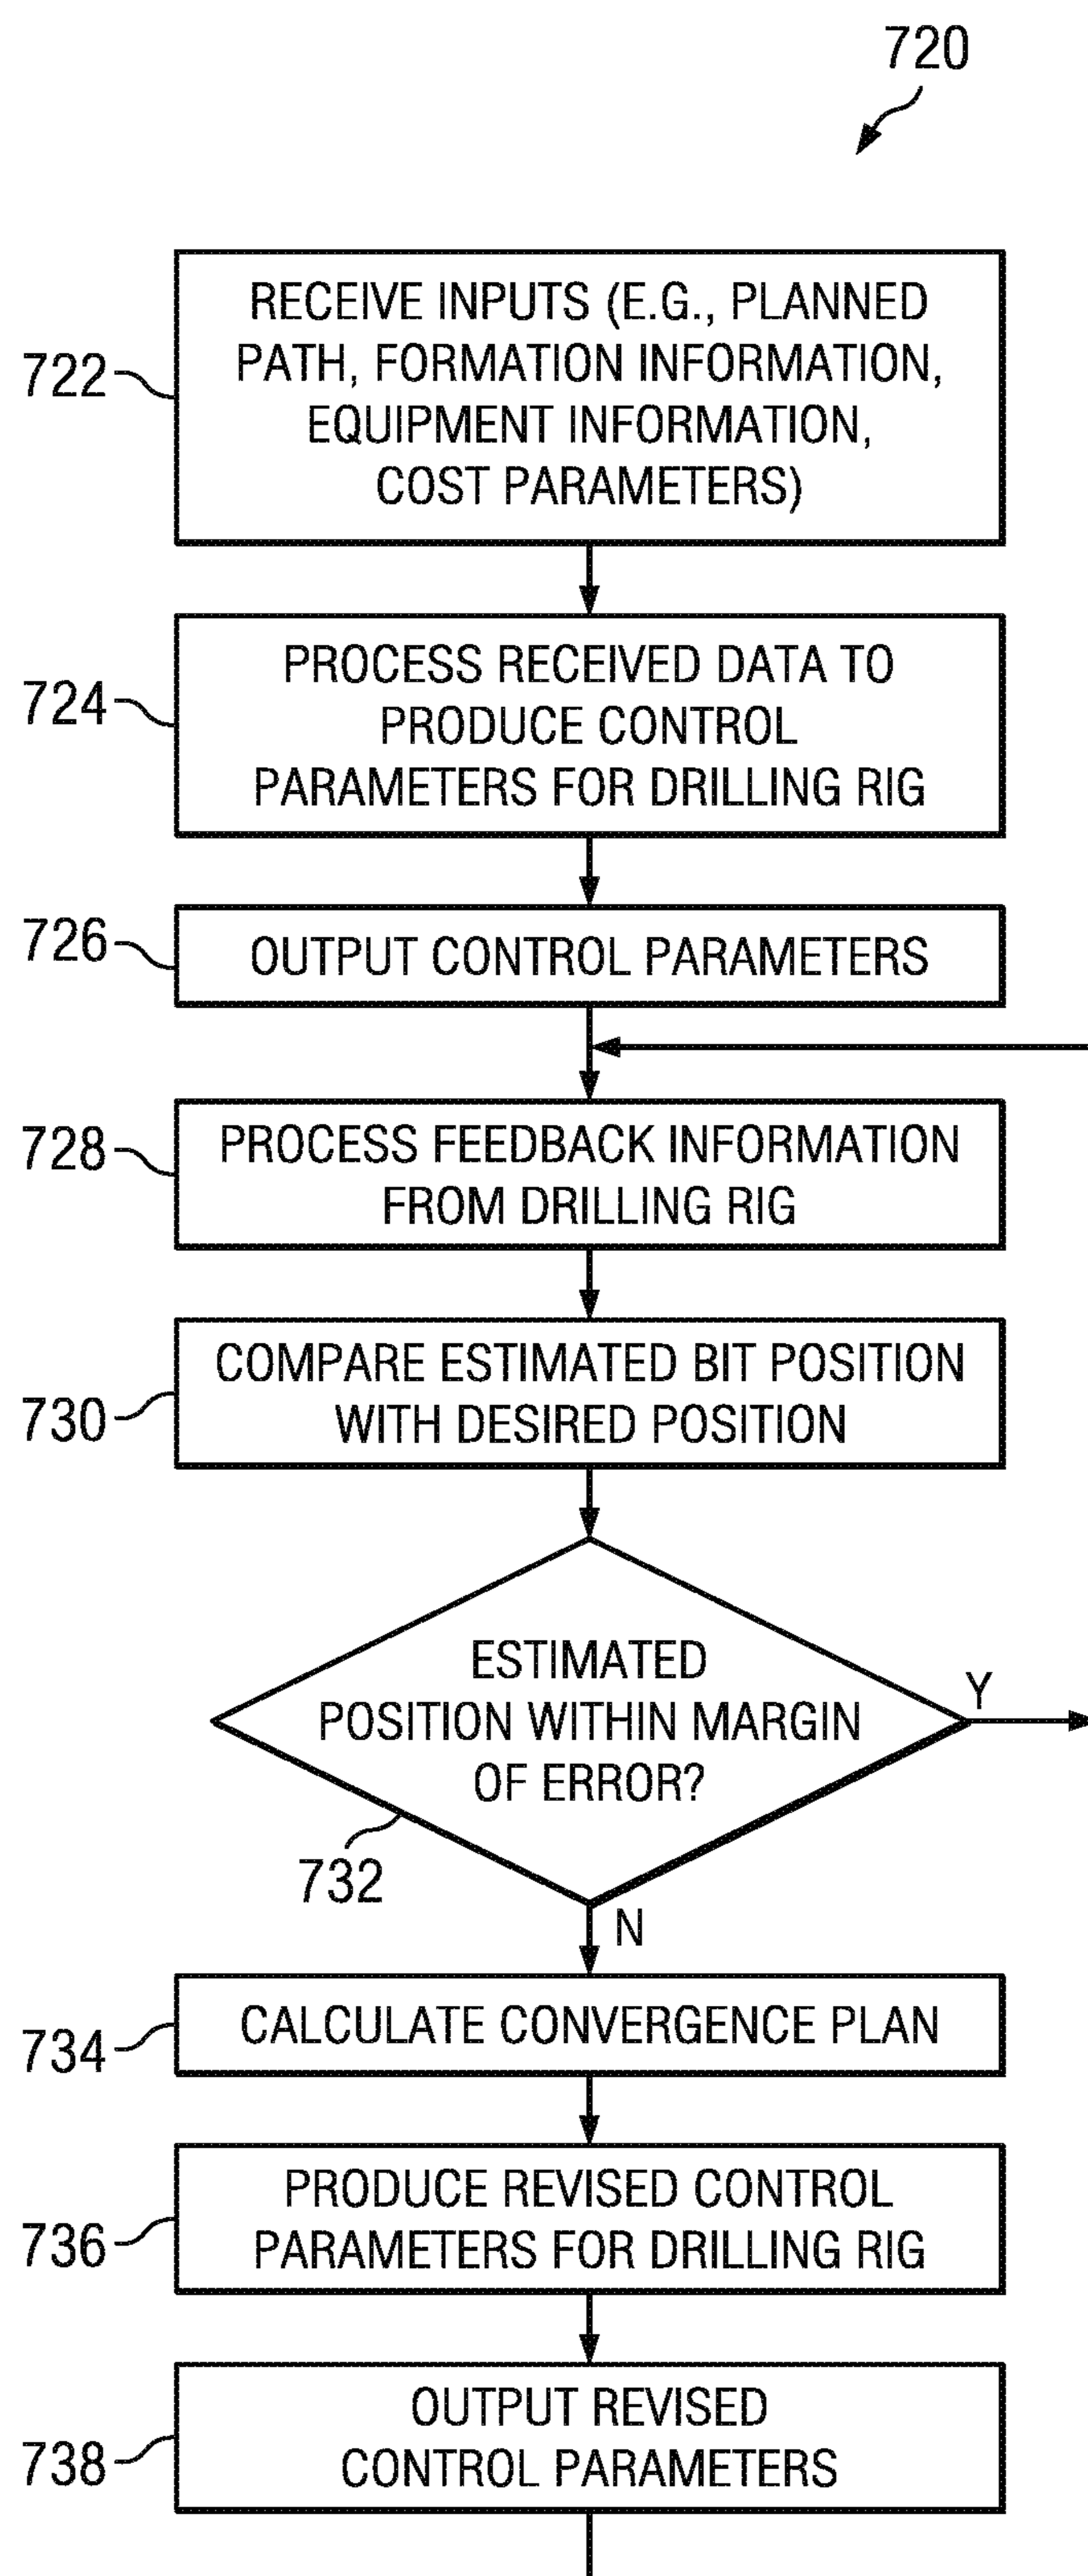 720
722
RECEIVE INPUTS (E.G., PLANNED
PATH, FORMATION INFORMATION,
EQUIPMENT INFORMATION,
COST PARAMETERS)
724
PROCESS RECEIVED DATA TO
PRODUCE CONTROL
PARAMETERS FOR DRILLING RIG
726
OUTPUT CONTROL PARAMETERS
728
PROCESS FEEDBACK INFORMATION
FROM DRILLING RIG
730
COMPARE ESTIMATED BIT POSITION
WITH DESIRED POSITION
ESTIMATED
POSITION WITHIN MARGIN
OF ERROR?
Y
732
N
734
CALCULATE CONVERGENCE PLAN
736
PRODUCE REVISED CONTROL
PARAMETERS FOR DRILLING RIG
738
OUTPUT REVISED
CONTROL PARAMETERS